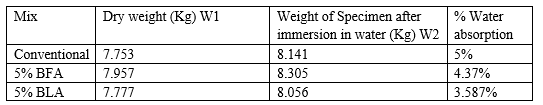 Mix Dry weight (Kg) W1 Weight of Specimen after % Water
immersion in water (Kg) W2 absorption
Conventional 7.753 8.141 5%
5% BFA 7.957 8.305 4.37%
5% BLA 7.777 8.056 3.587%